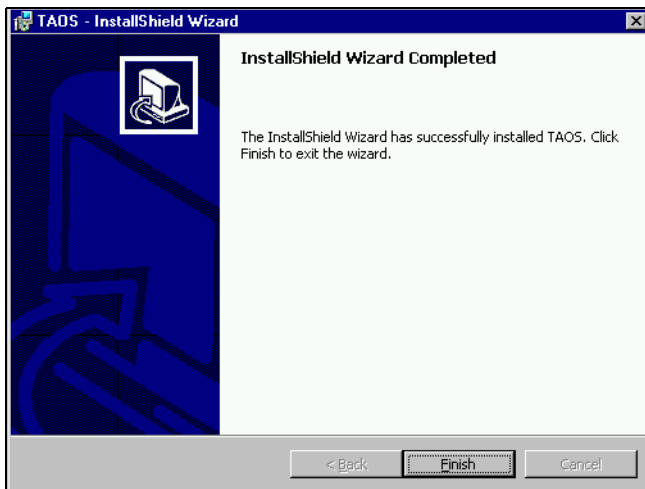 TAOS - InstallShield Wizard
InstallShield Wizard Completed
The InstallShield Wizard has successfully installed TAOS. Click
Finish to exit the wizard.
< Back
Finish
Cancel